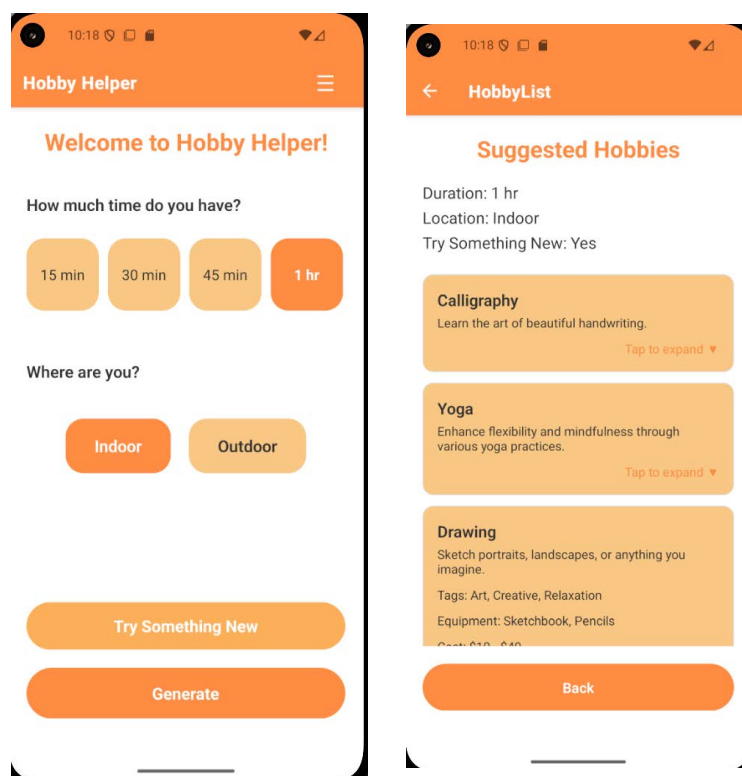 10:18
Hobby Helper
Welcome to Hobby Helper!
How much time do you have?
15 min
30 min
45 min
1 hr
Where are you?
Indoor
Outdoor
Try Something New
Generate
10:18
HobbyList
Suggested Hobbies
Duration: 1 hr
Location: Indoor
Try Something New: Yes
Calligraphy
Learn the art of beautiful handwriting.
Tap to expand ▼
Yoga
Enhance flexibility and mindfulness through
various yoga practices.
Tap to expand ▼
Drawing
Sketch portraits, landscapes, or anything you
imagine.
Tags: Art, Creative, Relaxation
Equipment: Sketchbook, Pencils
Cost: $10 - $40
Back